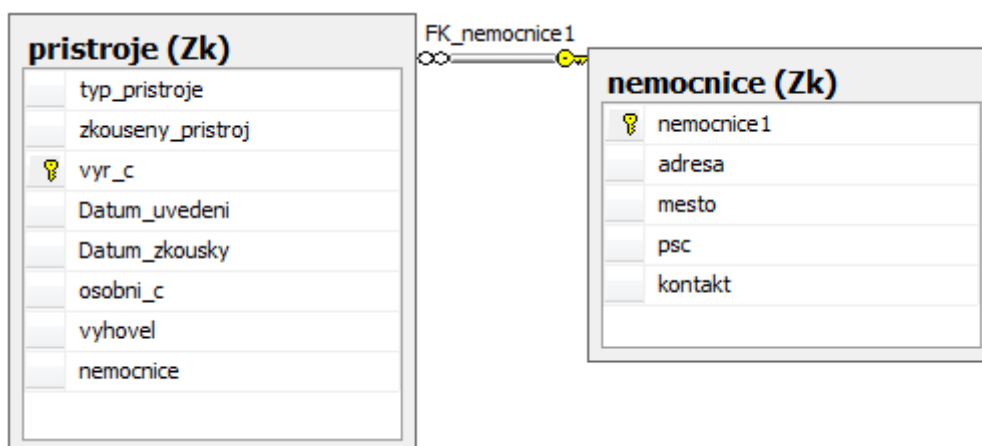 pristroje (Zk)
typ_pristroje
zkouseny_pristroj
vyr_c
Datum_uvedeni
Datum_zkousky
osobni_c
vyhovel
nemocnice
FK_nemocnice1
nemocnice (Zk)
nemocnice1
adresa
mesto
psc
kontakt